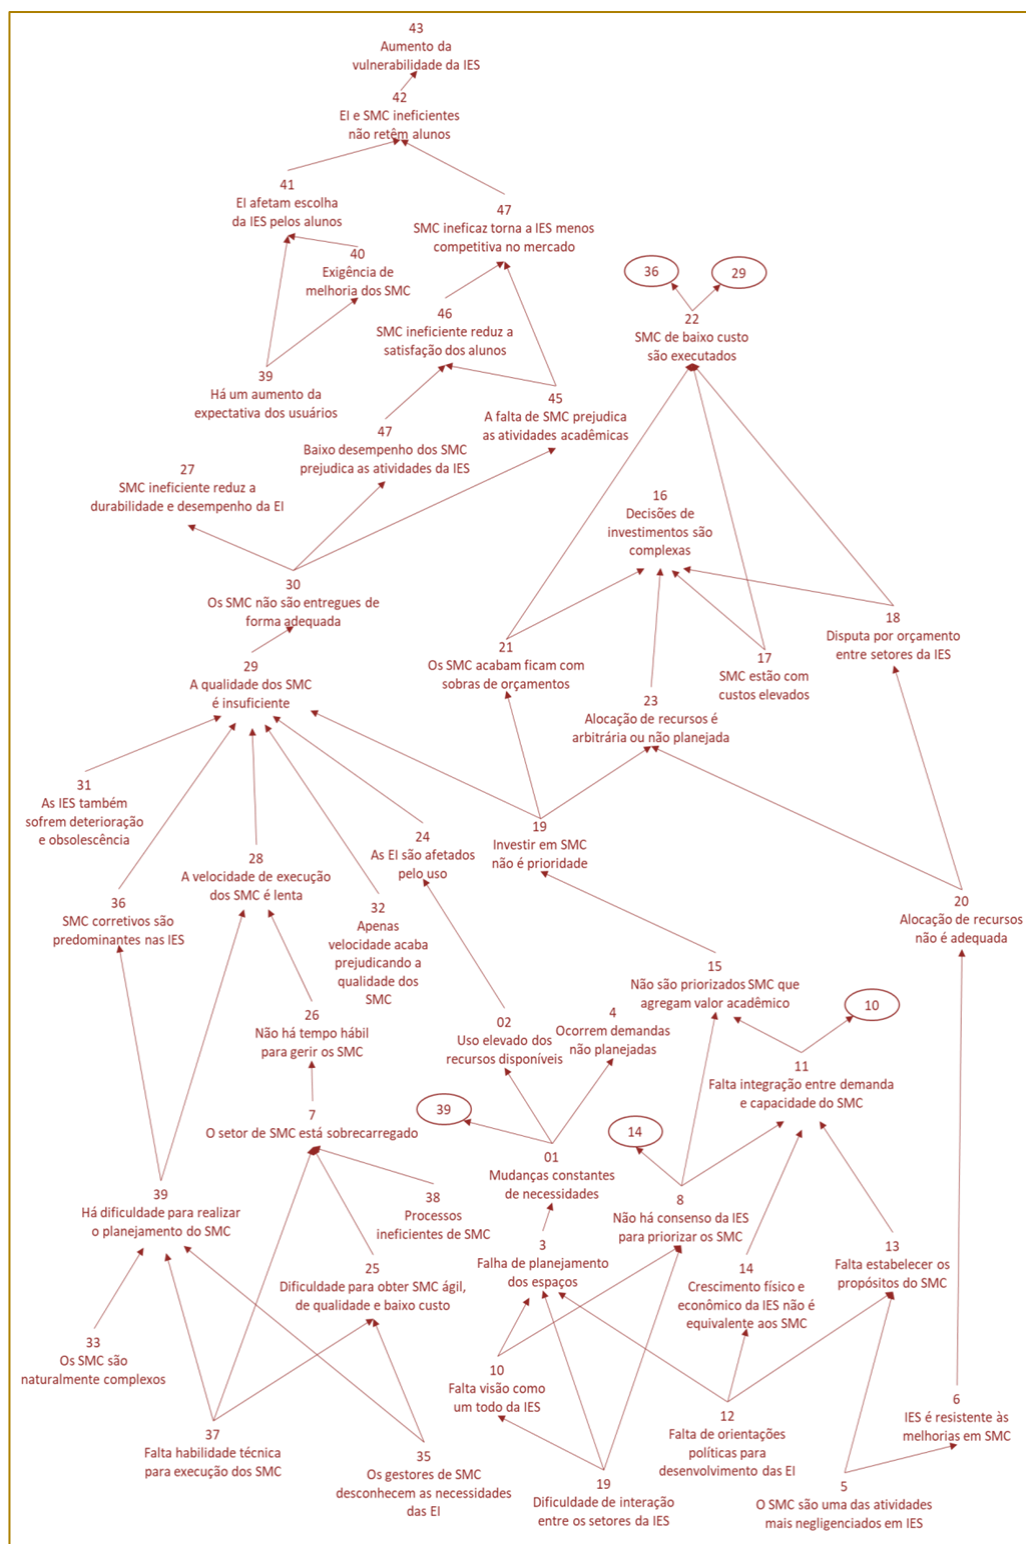 43
Aumento da
vulnerabilidade da IES
42
EI e SMC ineficientes
não retêm alunos
41
EI afetam escolha
da IES pelos alunos
47
SMC ineficaz torna a IES menos
competitiva no mercado
40
Exigência de
melhoria dos SMC
36
29
46
SMC ineficiente reduz a
satisfação dos alunos
22
SMC de baixo custo
são executados
39
Há um aumento da
expectativa dos usuários
45
A falta de SMC prejudica
as atividades acadêmicas
47
Baixo desempenho dos SMC
prejudica as atividades da IES
27
SMC ineficiente reduz a
durabilidade e desempenho da EI
16
Decisões de
investimentos são
complexas
30
Os SMC não são entregues de
forma adequada
18
Disputa por orçamento
entre setores da IES
21
Os SMC acabam ficam com
sobras de orçamentos
17
SMC estão com
custos elevados
29
A qualidade dos SMC
é insuficiente
23
Alocação de recursos é
arbitrária ou não planejada
31
As IES também
sofrem deterioração
e obsolescência
24
As EI são afetados
pelo uso
19
Investir em SMC
não é prioridade
28
A velocidade de execução
dos SMC é lenta
36
SMC corretivos são
predominantes nas IES
32
Apenas
velocidade acaba
prejudicando a
qualidade dos
SMC
20
Alocação de recursos
não é adequada
15
Não são priorizados SMC que
agregam valor acadêmico
10
26
Não há tempo hábil
para gerir os SMC
02
Uso elevado dos
recursos disponíveis
4
Ocorrem demandas
não planejadas
11
Falta integração entre demanda
e capacidade do SMC
39
14
7
O setor de SMC está sobrecarregado
01
Mudanças constantes
de necessidades
39
Há dificuldade para realizar
o planejamento do SMC
38
Processos
ineficientes de SMC
8
Não há consenso da IES
para priorizar os SMC
3
Falha de planejamento
dos espaços
13
Falta estabelecer os
propósitos do SMC
25
Dificuldade para obter SMC ágil,
de qualidade e baixo custo
14
Crescimento físico e
econômico da IES não é
equivalente aos SMC
33
Os SMC são
naturalmente complexos
10
Falta visão como
um todo da IES
6
IES é resistente às
melhorias em SMC
12
Falta de orientações
políticas para
desenvolvimento das EI
37
Falta habilidade técnica
para execução dos SMC
35
Os gestores de SMC
desconhecem as necessidades
das EI
19
Dificuldade de interação
entre os setores da IES
5
O SMC são uma das atividades
mais negligenciados em IES